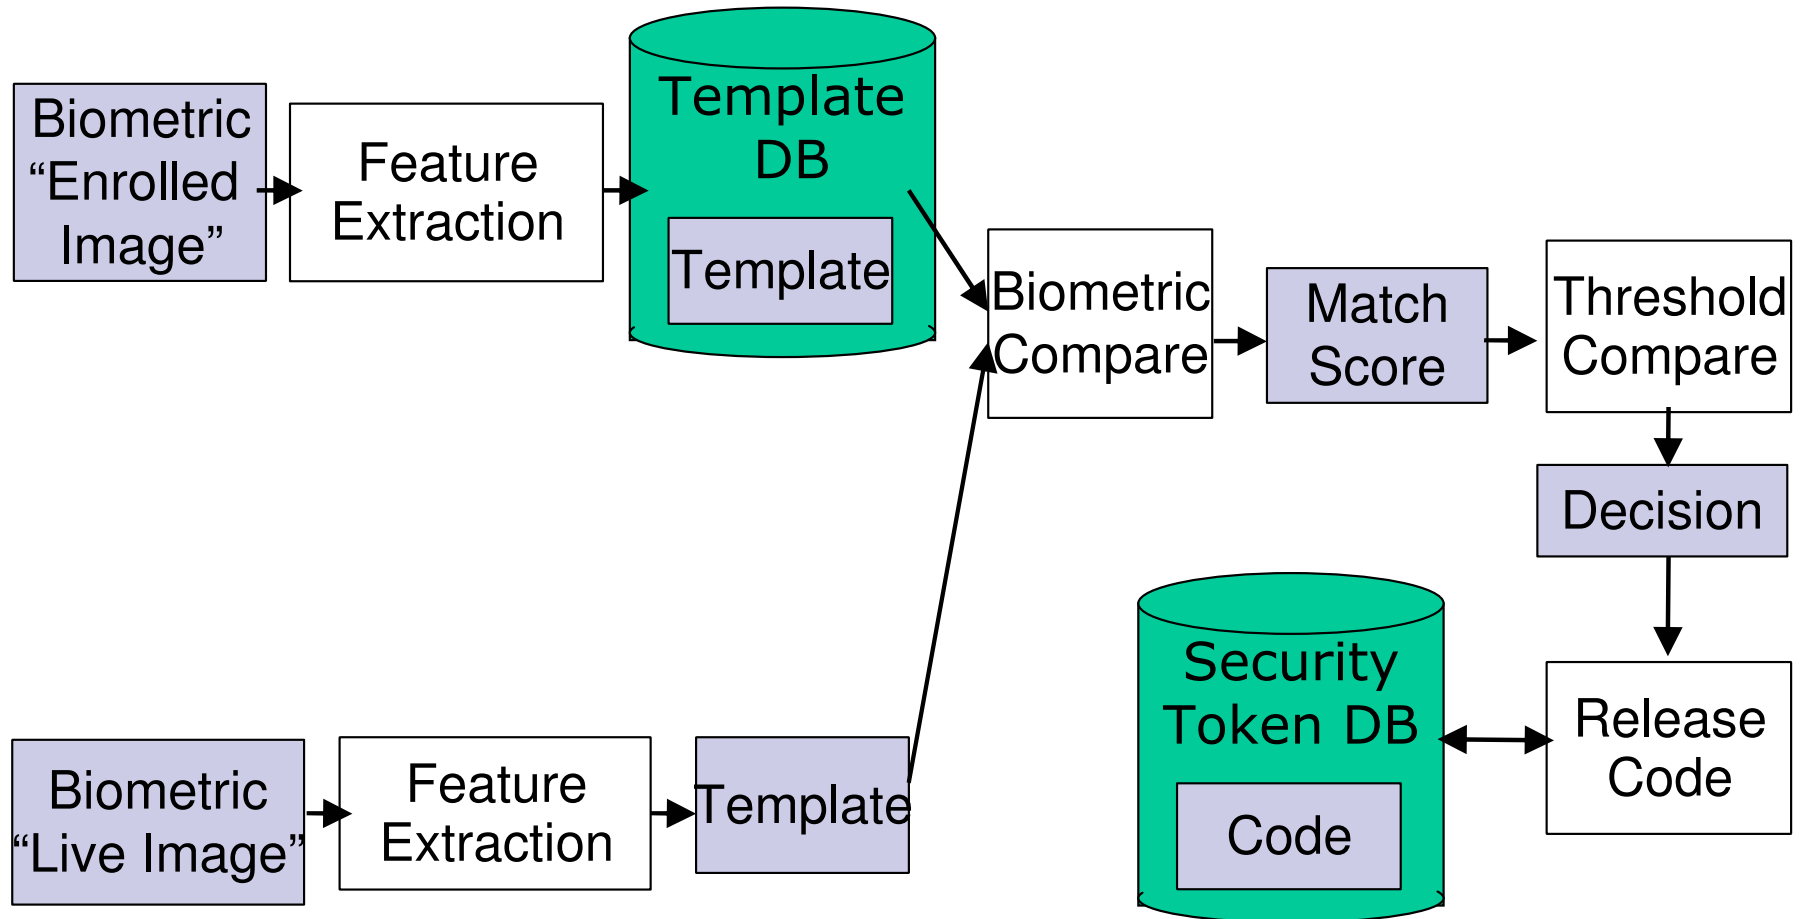 Biometric
“Enrolled
Image”
Feature
Extraction
Template
DB
Template
Biometric
Compare
Match
Score
Threshold
Compare
Decision
Security
Token DB
Code
Release
Code
Biometric
“Live Image”
Feature
Extraction
Template